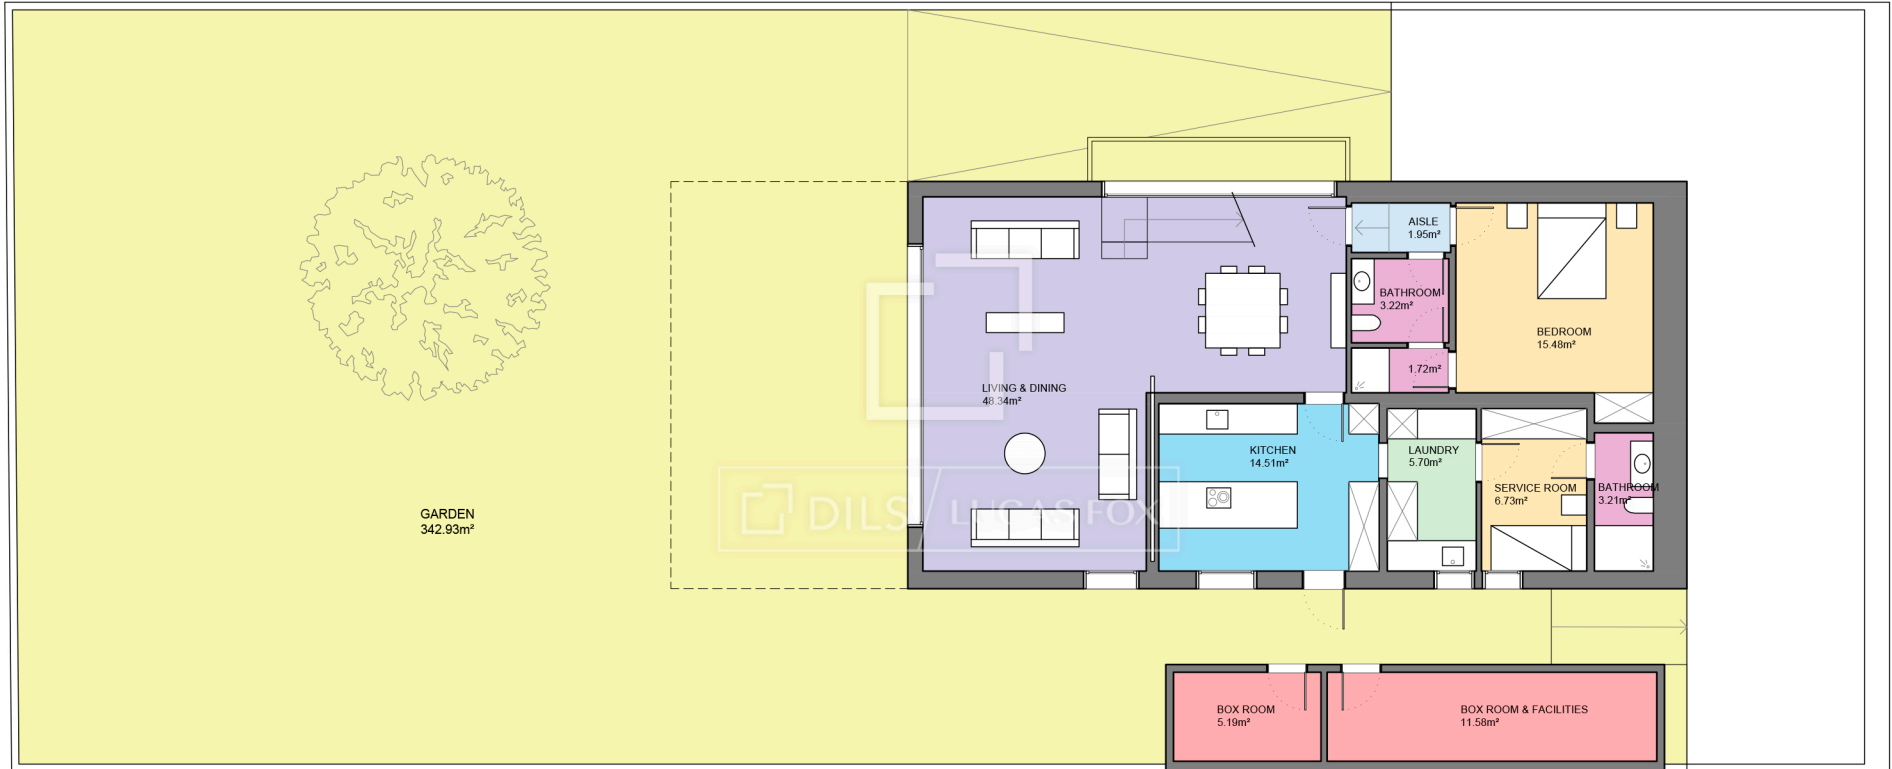 AISLE
1.95m²
BATHROOM
3.22m²
BEDROOM
15.48m²
1.72m²
LIVING & DINING
48.34m²
KITCHEN
14.51m²
LAUNDRY
5.70m²
SERVICE ROOM
6.73m²
BATHROOM
3.21m²
GARDEN
342.93m²
DILS / LUCAS FOX
BOX ROOM
5.19m²
BOX ROOM & FACILITIES
11.58m²